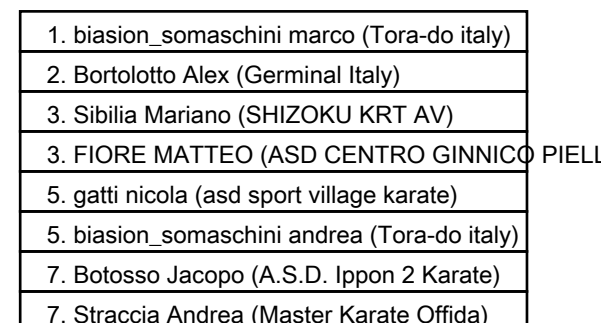 1. biasion_somaschini marco (Tora-do italy)
2. Bortolotto Alex (Germinal Italy)
3. Sibilia Mariano (SHIZOKU KRT AV)
3. FIORE MATTEO (ASD CENTRO GINNICO PIELL
5. gatti nicola (asd sport village karate)
5. biasion_somaschini andrea (Tora-do italy)
7. Botosso Jacopo (A.S.D. Ippon 2 Karate)
7. Straccia Andrea (Master Karate Offida)